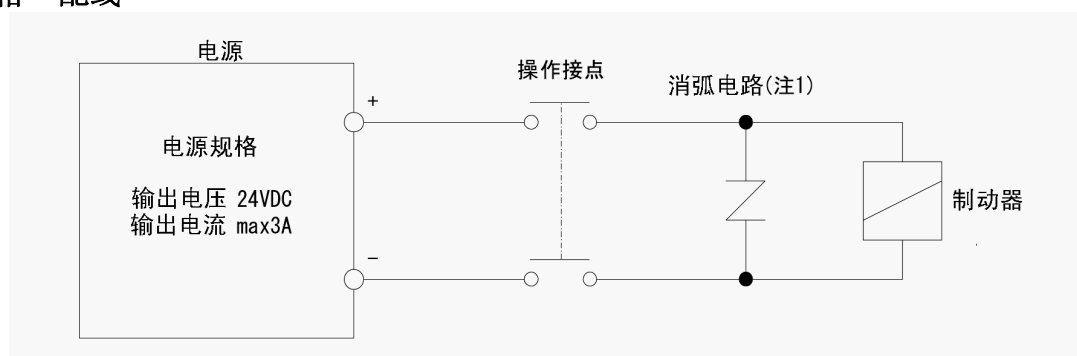 电源
操作接点
消弧电路(注1)
+
电源规格
输出电压 24VDC
输出电流 max3A
制动器
-